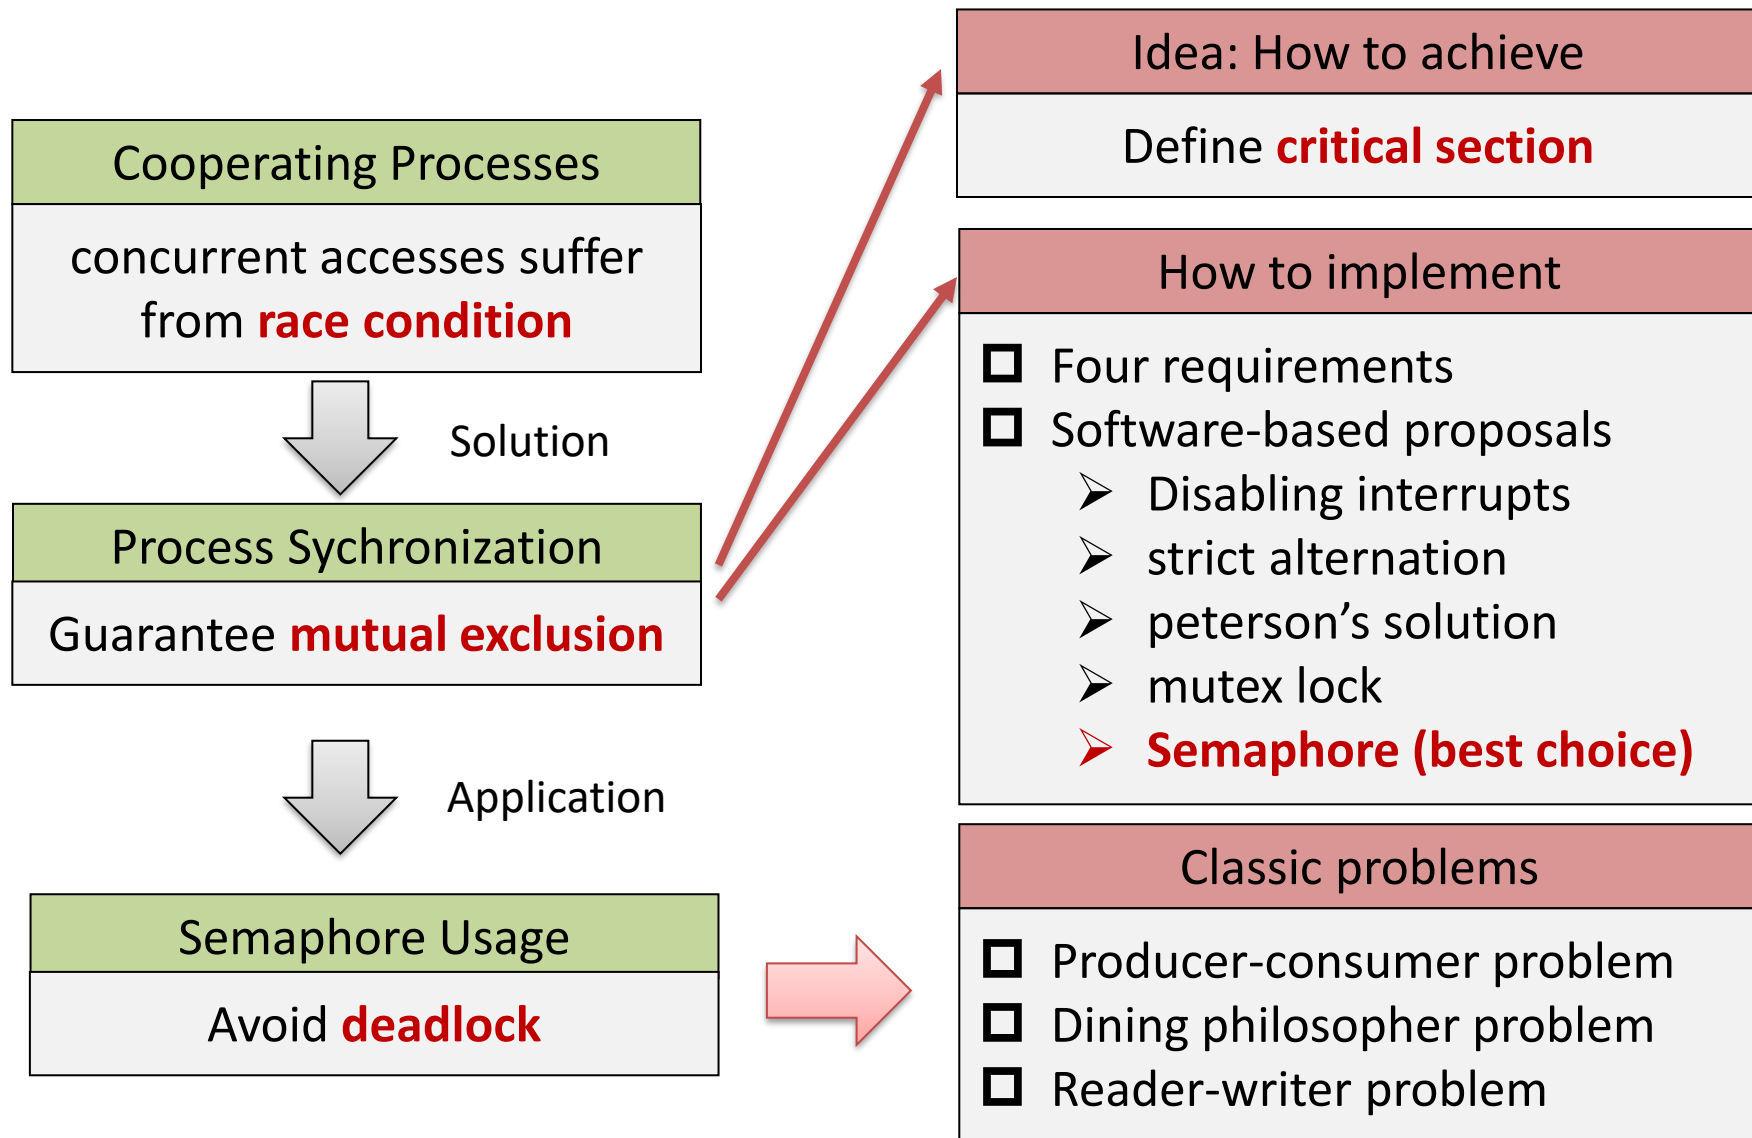 Cooperating Processes
concurrent accesses suffer
from race condition
Solution
Process Sychronization
Guarantee mutual exclusion
Application
Semaphore Usage
Avoid deadlock
Idea: How to achieve
Define critical section
How to implement
Four requirements
Software-based proposals
Disabling interrupts
strict alternation
peterson’s solution
mutex lock
Semaphore (best choice)
Classic problems
Producer-consumer problem
Dining philosopher problem
Reader-writer problem